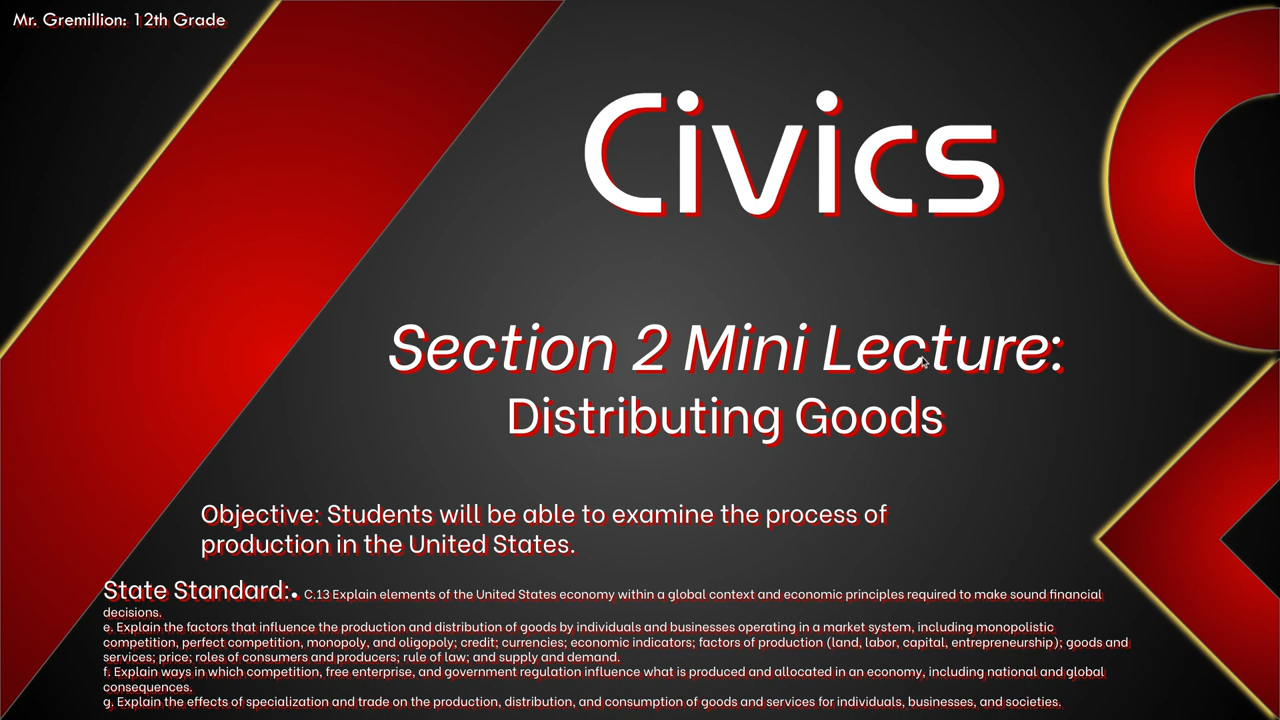 Mr. Gremillion: 12th Grade
Civics
Section 2 Mini Lecture:
Distributing Goods
Objective: Students will be able to examine the process of
production in the United States.
State Standard:• C.13 Explain elements of the United States economy within a global context and economic principles required to make sound financial
decisions.
e. Explain the factors that influence the production and distribution of goods by individuals and businesses operating in a market system, including monopolistic
competition, perfect competition, monopoly, and oligopoly; credit; currencies; economic indicators; factors of production (land, labor, capital, entrepreneurship); goods and
services; price; roles of consumers and producers; rule of law; and supply and demand.
f. Explain ways in which competition, free enterprise, and government regulation influence what is produced and allocated in an economy, including national and global
consequences.
g. Explain the effects of specialization and trade on the production, distribution, and consumption of goods and services for individuals, businesses, and societies.